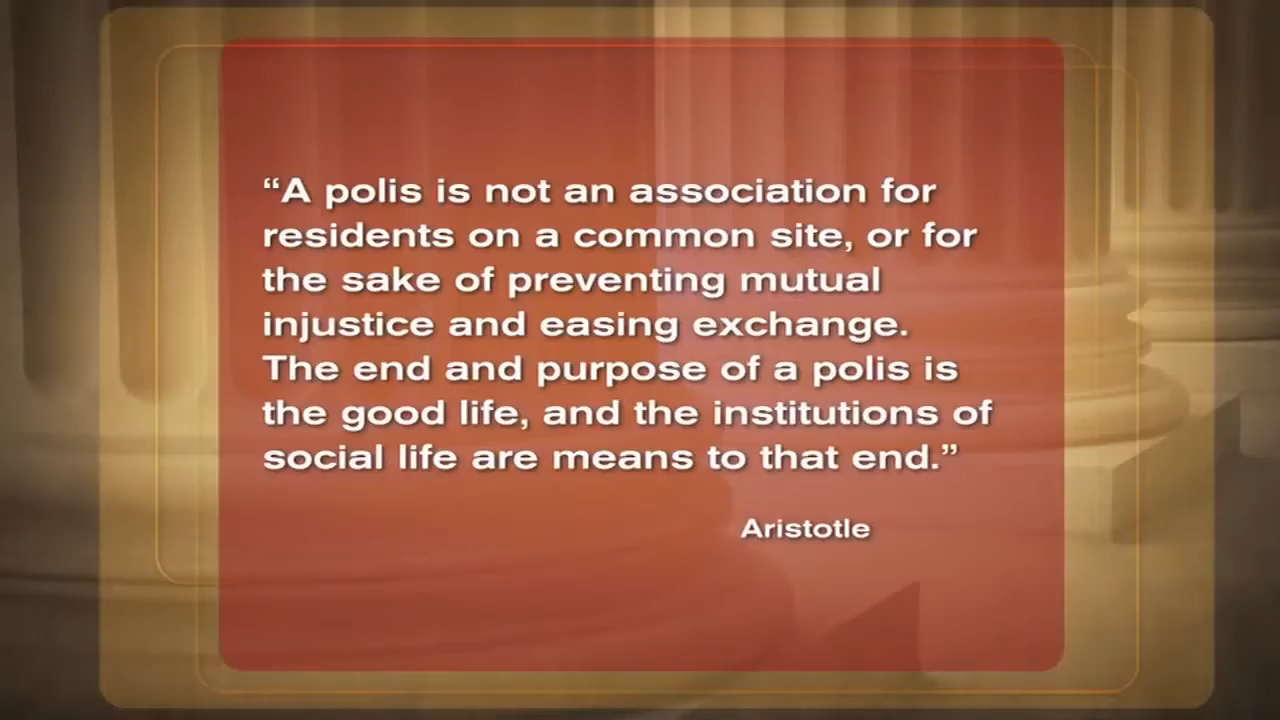 “A polis is not an association for
residents on a common site, or for
the sake of preventing mutual
injustice and easing exchange.
The end and purpose of a polis is
the good life, and the institutions of
social life are means to that end.”
Aristotle